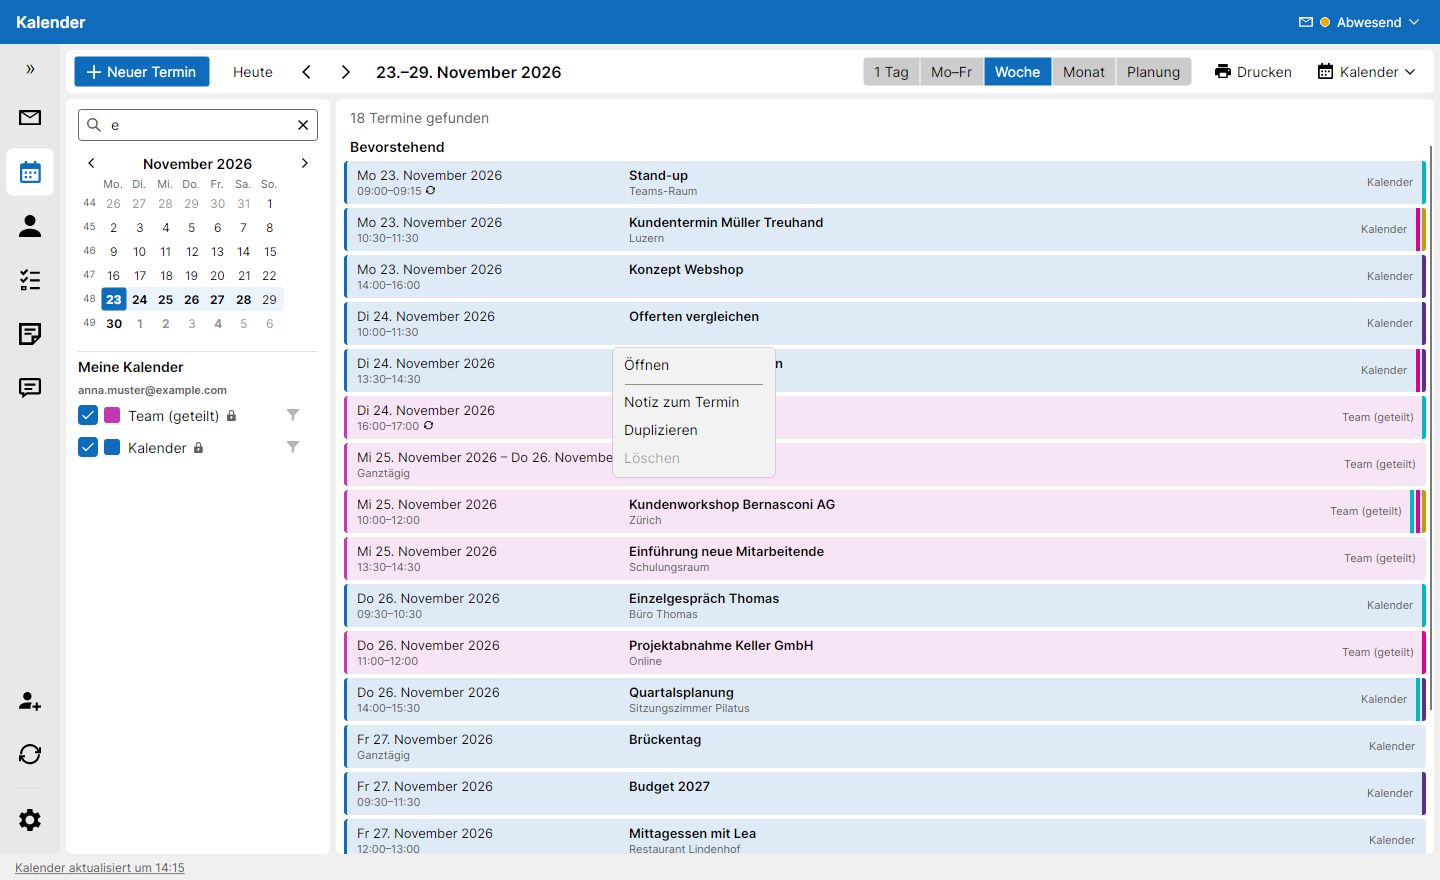 Kalender
Abwesend
Neuer Termin
Heute
23.–29. November 2026
1 Tag
Mo–Fr
Woche
Monat
Planung
Drucken
Kalender
e
November 2026
Mo. Di. Mi. Do. Fr. Sa. So.
44 26 27 28 29 30 31 1
45 2 3 4 5 6 7 8
46 9 10 11 12 13 14 15
47 16 17 18 19 20 21 22
48 23 24 25 26 27 28 29
49 30 1 2 3 4 5 6
Meine Kalender
anna.muster@example.com
Team (geteilt)
Kalender
18 Termine gefunden
Bevorstehend
Mo 23. November 2026
09:00–09:15
Stand-up
Teams-Raum
Kalender
Mo 23. November 2026
10:30–11:30
Kundentermin Müller Treuhand
Luzern
Kalender
Mo 23. November 2026
14:00–16:00
Konzept Webshop
Kalender
Di 24. November 2026
10:00–11:30
Offerten vergleichen
Kalender
Di 24. November 2026
13:30–14:30
n
Kalender
Di 24. November 2026
16:00–17:00
Team (geteilt)
Mi 25. November 2026 – Do 26. Novembe
Ganztägig
Team (geteilt)
Öffnen
Notiz zum Termin
Duplizieren
Löschen
Mi 25. November 2026
10:00–12:00
Kundenworkshop Bernasconi AG
Zürich
Team (geteilt)
Mi 25. November 2026
13:30–14:30
Einführung neue Mitarbeitende
Schulungsraum
Team (geteilt)
Do 26. November 2026
09:30–10:30
Einzelgespräch Thomas
Büro Thomas
Kalender
Do 26. November 2026
11:00–12:00
Projektabnahme Keller GmbH
Online
Team (geteilt)
Do 26. November 2026
14:00–15:30
Quartalsplanung
Sitzungszimmer Pilatus
Kalender
Fr 27. November 2026
Ganztägig
Brückentag
Kalender
Fr 27. November 2026
09:30–11:30
Budget 2027
Kalender
Fr 27. November 2026
12:00–13:00
Mittagessen mit Lea
Restaurant Lindenhof
Kalender
Kalender aktualisiert um 14:15